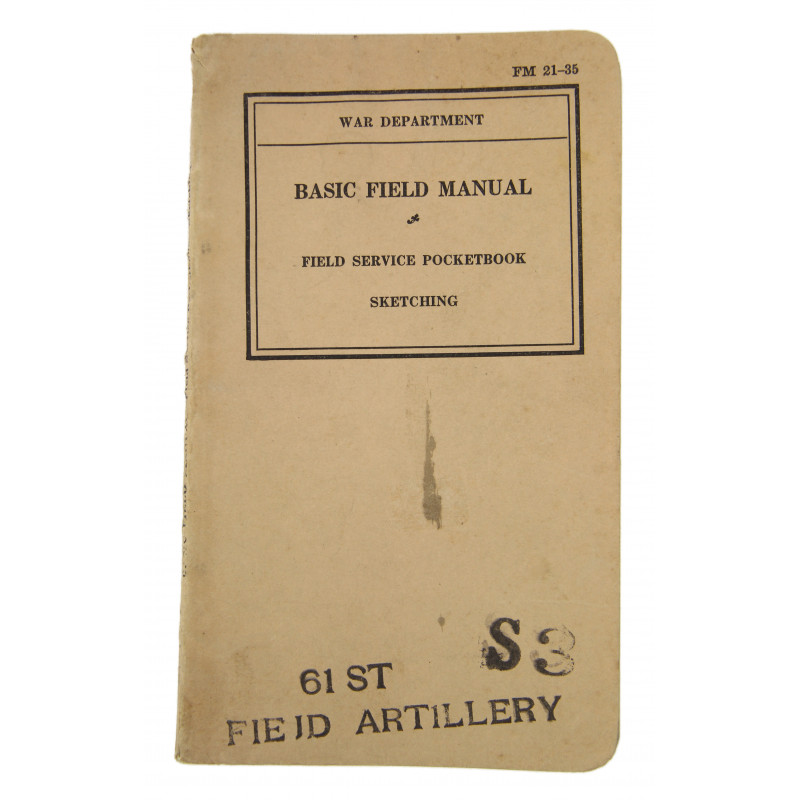 FM 21-35
WAR DEPARTMENT
BASIC FIELD MANUAL
FIELD SERVICE POCKETBOOK
SKETCHING
S3
61 ST
FIELD ARTILLERY